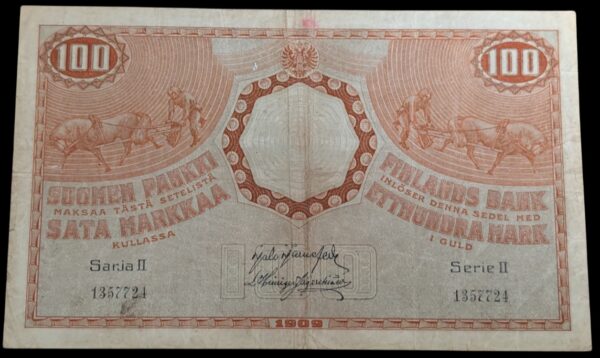 100
100
SUOMEN PANKKI
MAKSAA TÄSTÄ SETELISTÄ
SATA MARKKAA
KULLASSA
FINLANDS BANK
INLÖSER DENNA SEDEL MED
ETTHUNDRA MARK
I GULD
Sarja II
1357724
Serie II
1357724
100
1909